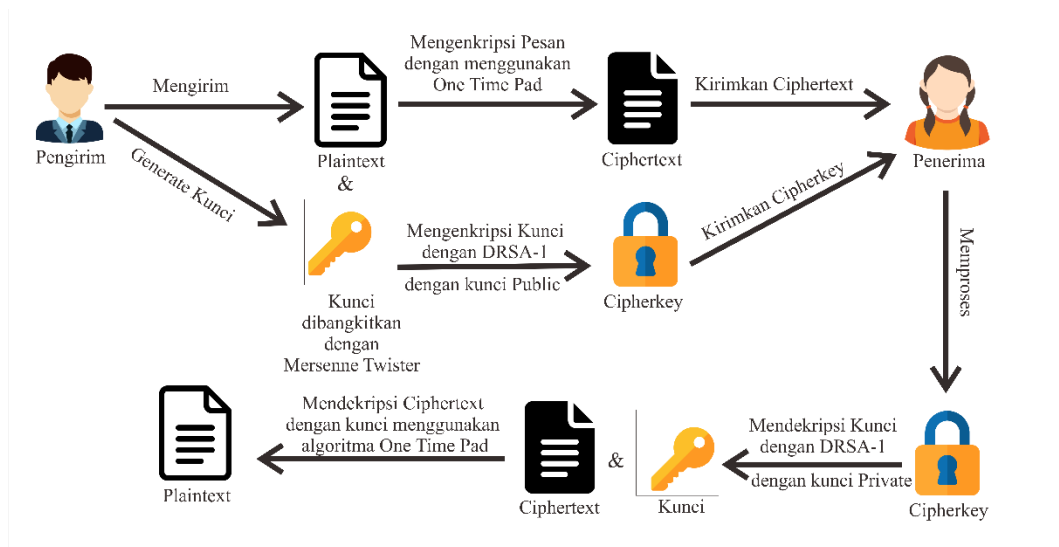 Mengirim
Mengenkripsi Pesan
dengan menggunakan
One Time Pad
Kirimkan Ciphertext
Pengirim
Plaintext
&
Ciphertext
Penerima
Generate Kunci
Mengenkripsi Kunci
dengan DRSA-1
dengan kunci Public
Kirimkan Cipherkey
Kunci
dibangkitkan
dengan
Mersenne Twister
Cipherkey
Memproses
Mendekripsi Kunci
dengan DRSA-1
dengan kunci Private
Cipherkey
&
Kunci
Ciphertext
Mendekripsi Ciphertext
dengan kunci menggunakan
algoritma One Time Pad
Plaintext